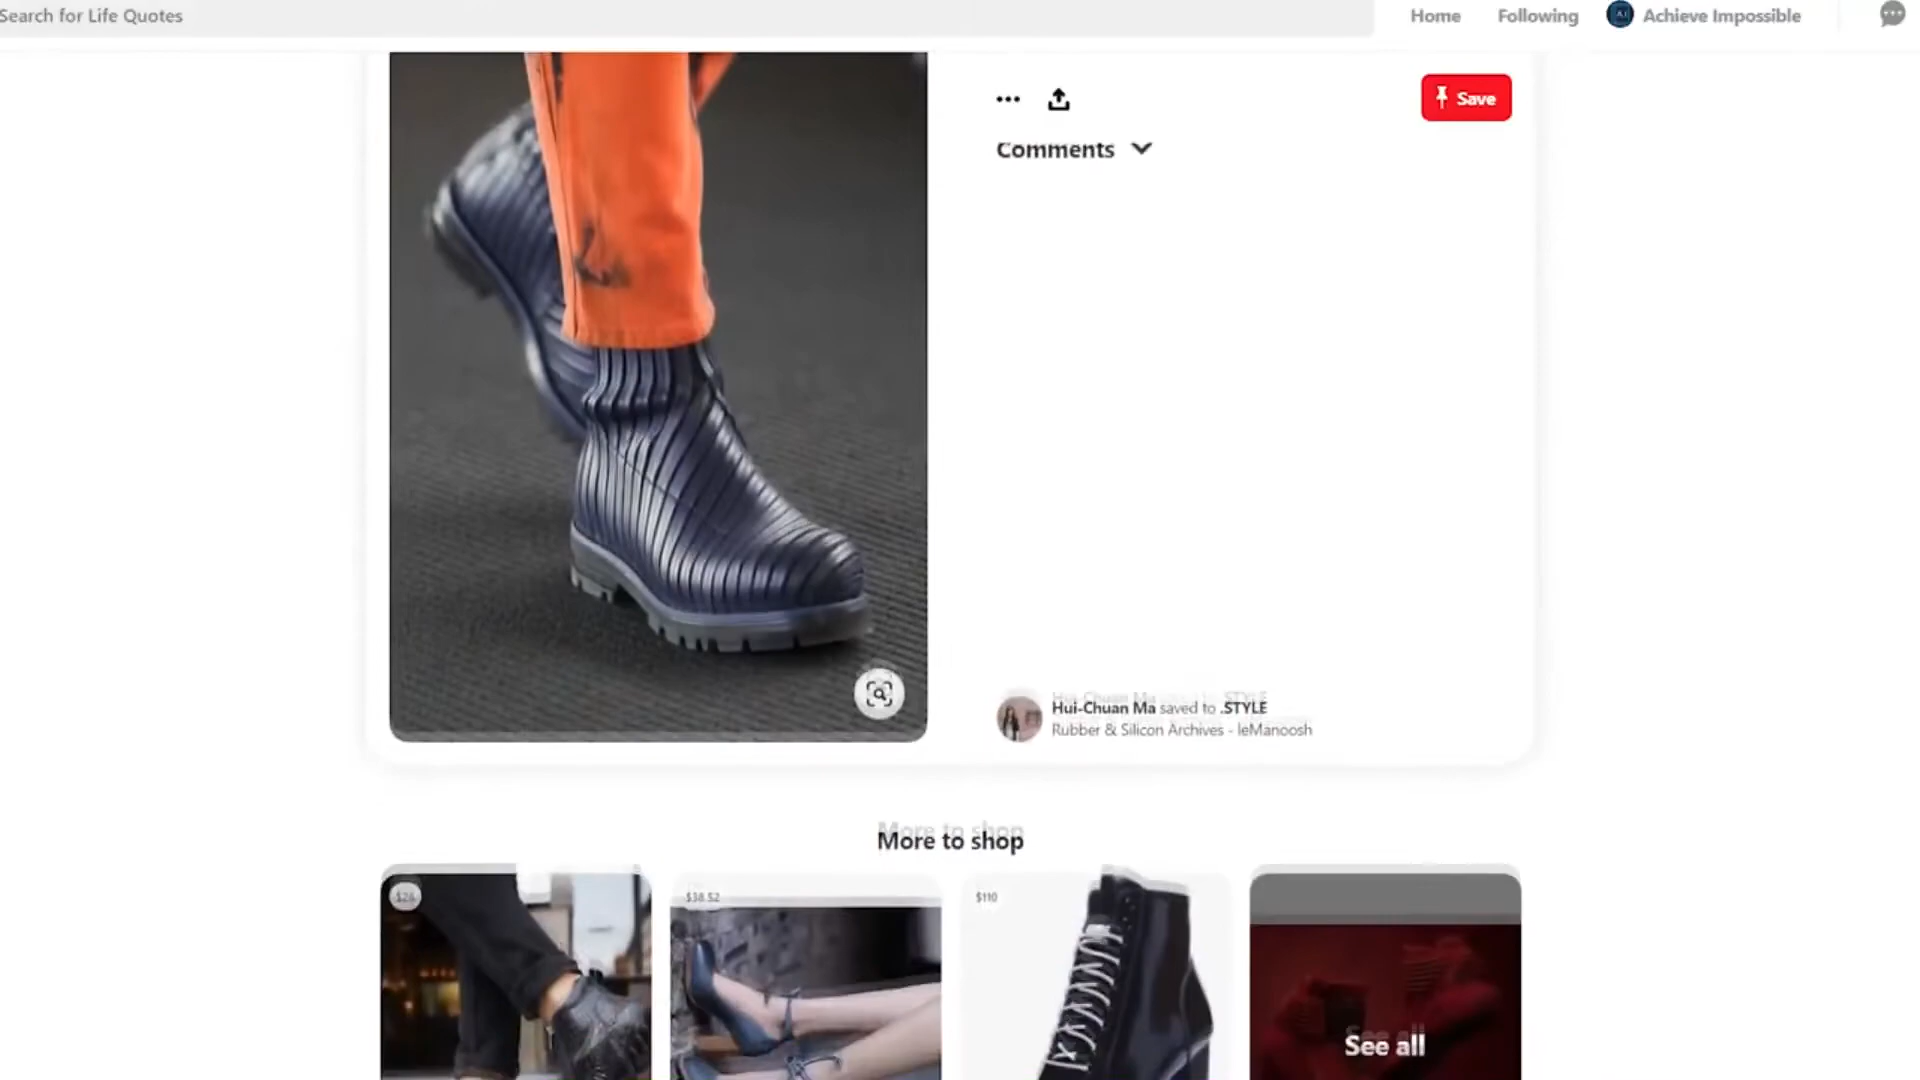 Search for Life Quotes
Home Following Achieve Impossible
Save
Comments
Hui-Chuan Ma saved to .STYLE
Rubber & Silicon Archives - leManoosh
More to shop
$28 $38.52 $110
See all